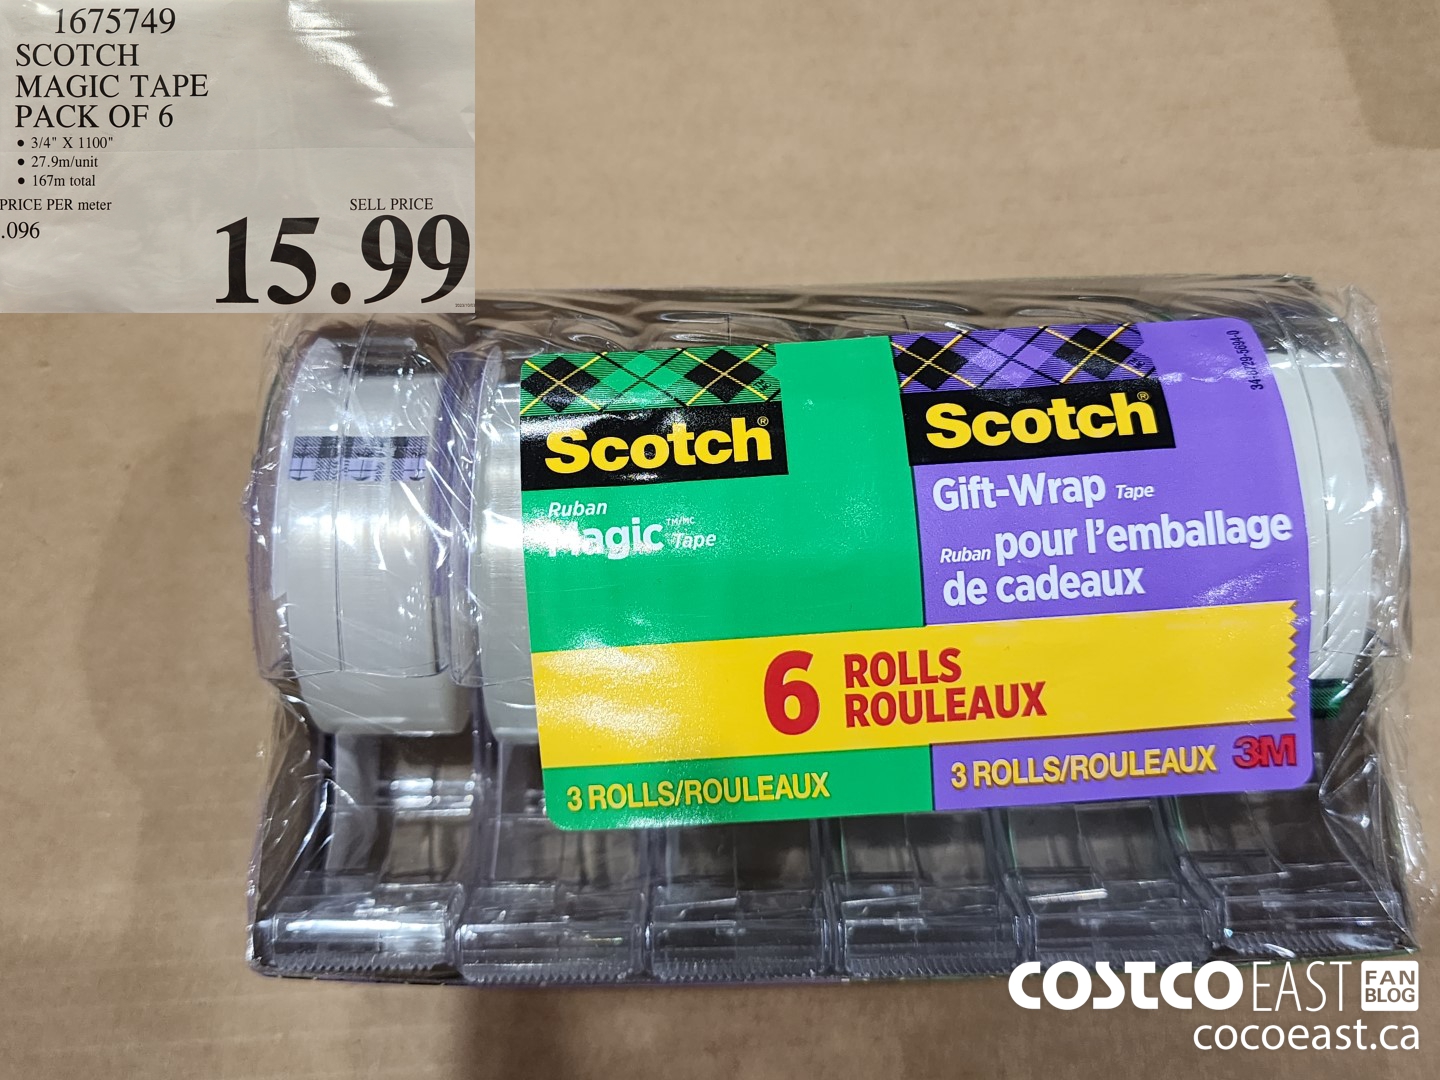 1675749
SCOTCH
MAGIC TAPE
PACK OF 6
• 3/4" X 1100"
• 27.9m/unit
• 167m total
PRICE PER meter
.096
SELL PRICE
15.99
Scotch®
Ruban
Magic™/MC Tape
3 ROLLS/ROULEAUX
Scotch®
Gift-Wrap Tape
Ruban pour l'emballage
de cadeaux
6 ROLLS
ROULEAUX
3 ROLLS/ROULEAUX 3M
COSTCO EAST FAN
BLOG
cocoeast.ca